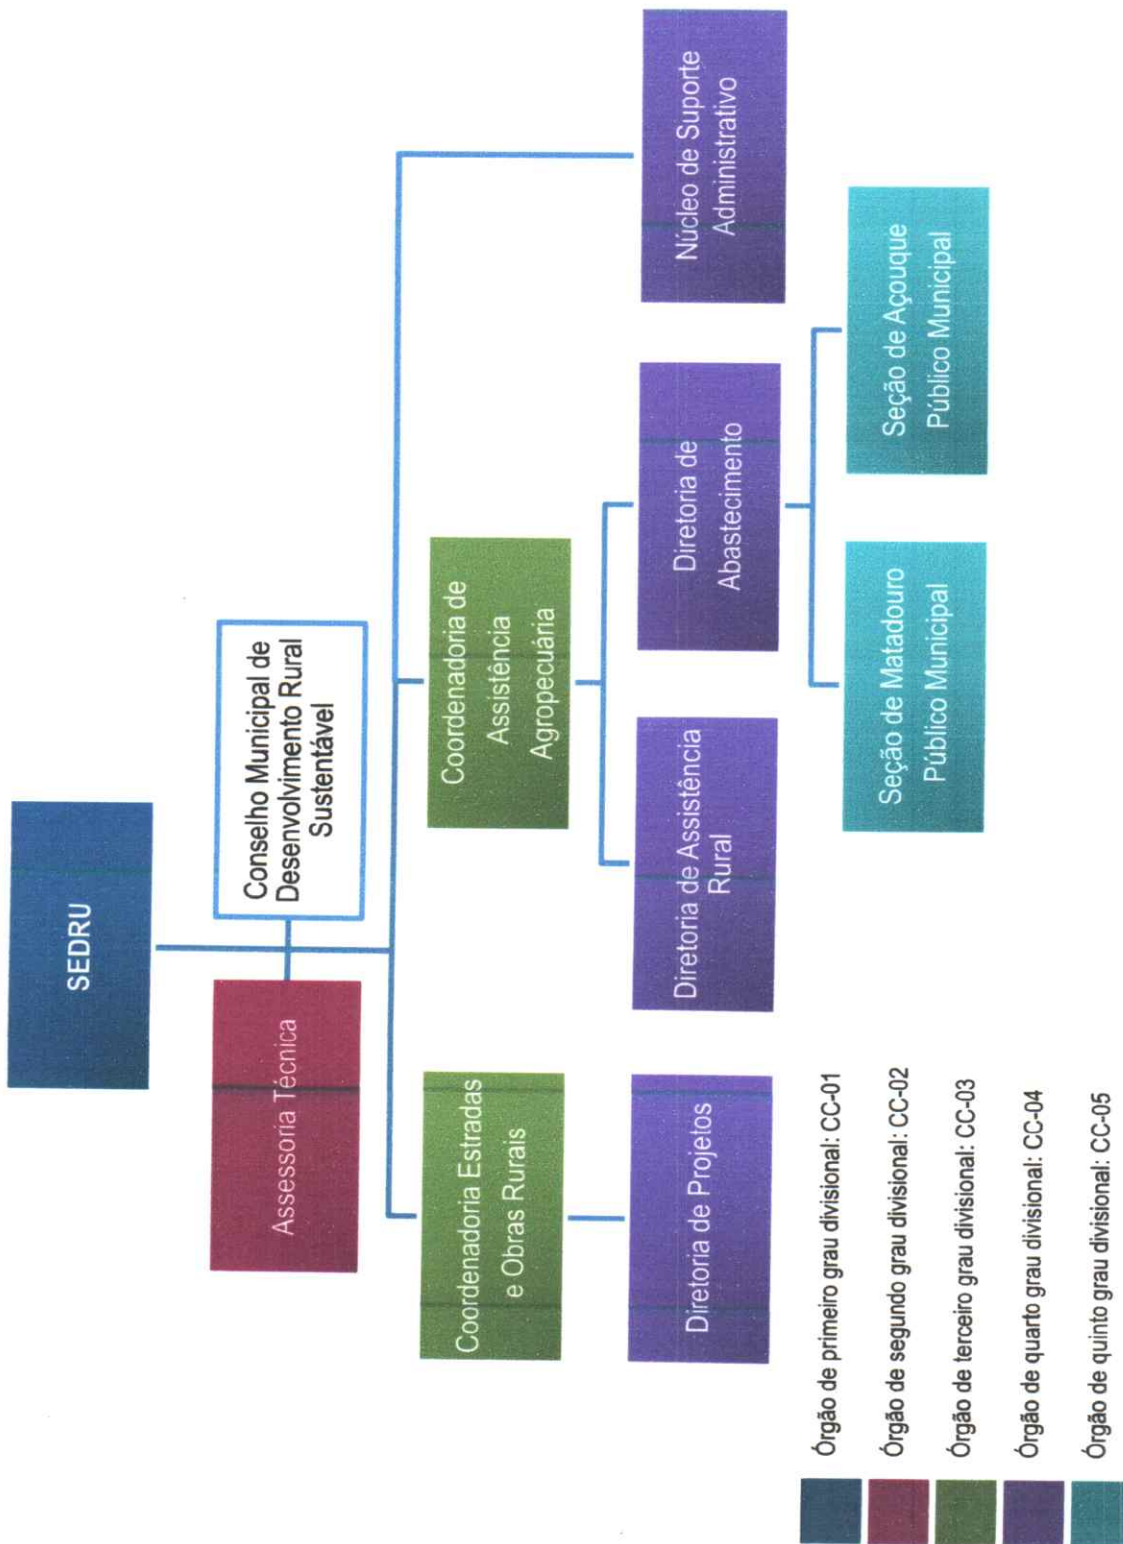 SEDRU
Assessoria Técnica
Conselho Municipal de
Desenvolvimento Rural
Sustentável
Coordenadoria Estradas
e Obras Rurais
Coordenadoria de
Assistência
Agropecuária
Diretoria de Projetos
Diretoria de Assistência
Rural
Diretoria de
Abastecimento
Núcleo de Suporte
Administrativo
Seção de Matadouro
Público Municipal
Seção de Açouque
Público Municipal
Órgão de primeiro grau divisional: CC-01
Órgão de segundo grau divisional: CC-02
Órgão de terceiro grau divisional: CC-03
Órgão de quarto grau divisional: CC-04
Órgão de quinto grau divisional: CC-05